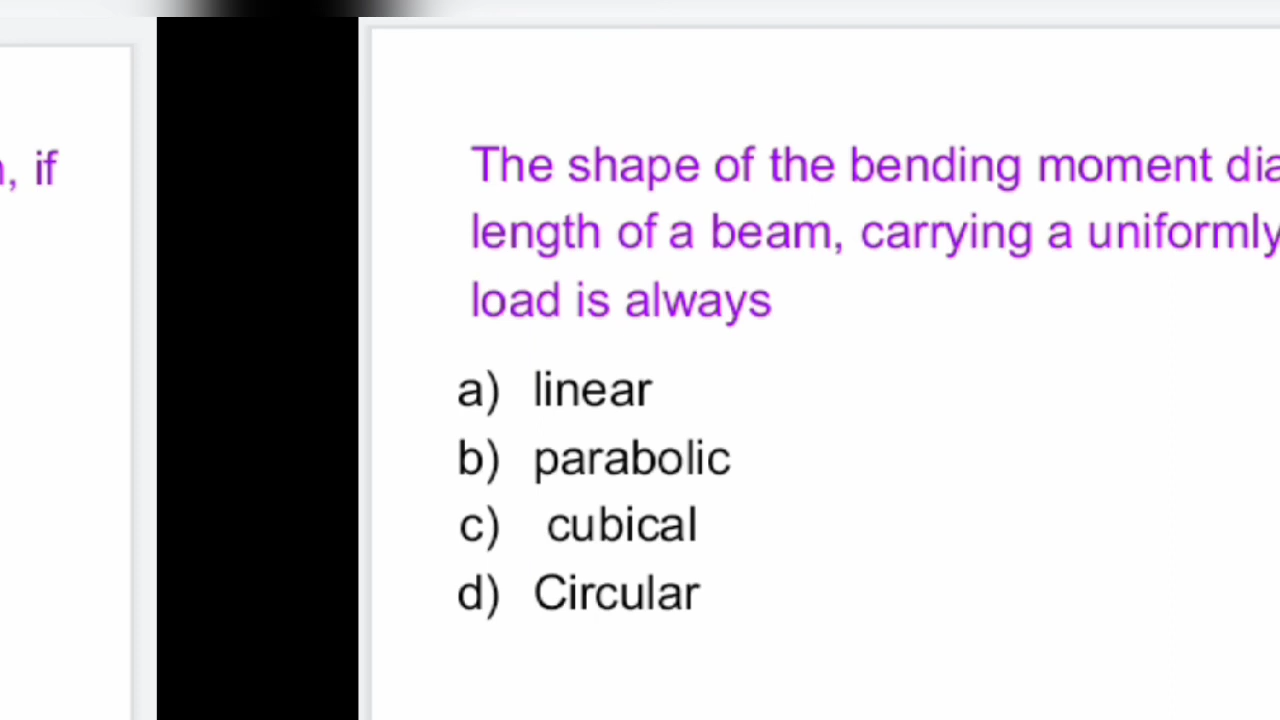 , if
The shape of the bending moment dia
length of a beam, carrying a uniformly
load is always
a) linear
b) parabolic
c) cubical
d) Circular